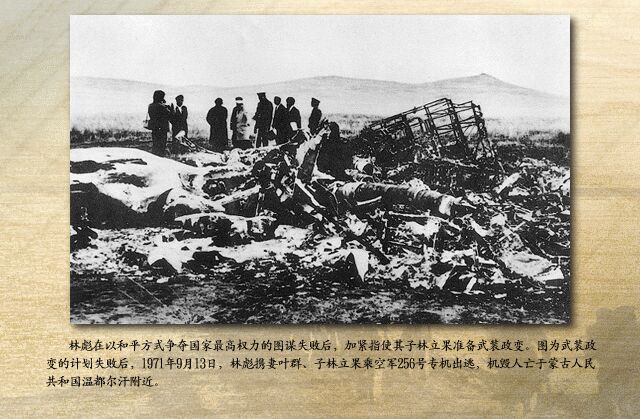 林彪在以和平方式争夺国家最高权力的图谋失败后，加紧指使其子林立果准备武装政变。图为武装政
变的计划失败后，1971年9月13日，林彪携妻叶群、子林立果乘空军256号专机出逃，机毁人亡于蒙古人民
共和国温都尔汗附近。